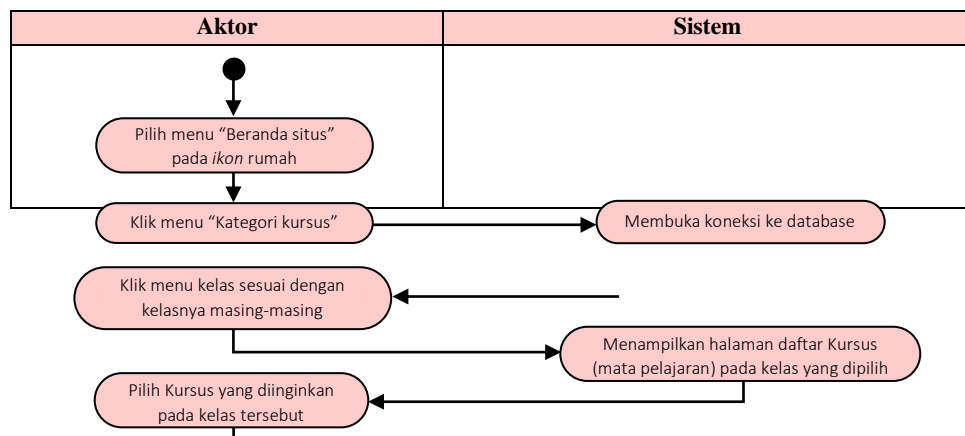 Aktor
Sistem
Pilih menu “Beranda situs”
pada ikon rumah
Klik menu “Kategori kursus”
Membuka koneksi ke database
Klik menu kelas sesuai dengan
kelasnya masing-masing
Menampilkan halaman daftar Kursus
(mata pelajaran) pada kelas yang dipilih
Pilih Kursus yang diinginkan
pada kelas tersebut